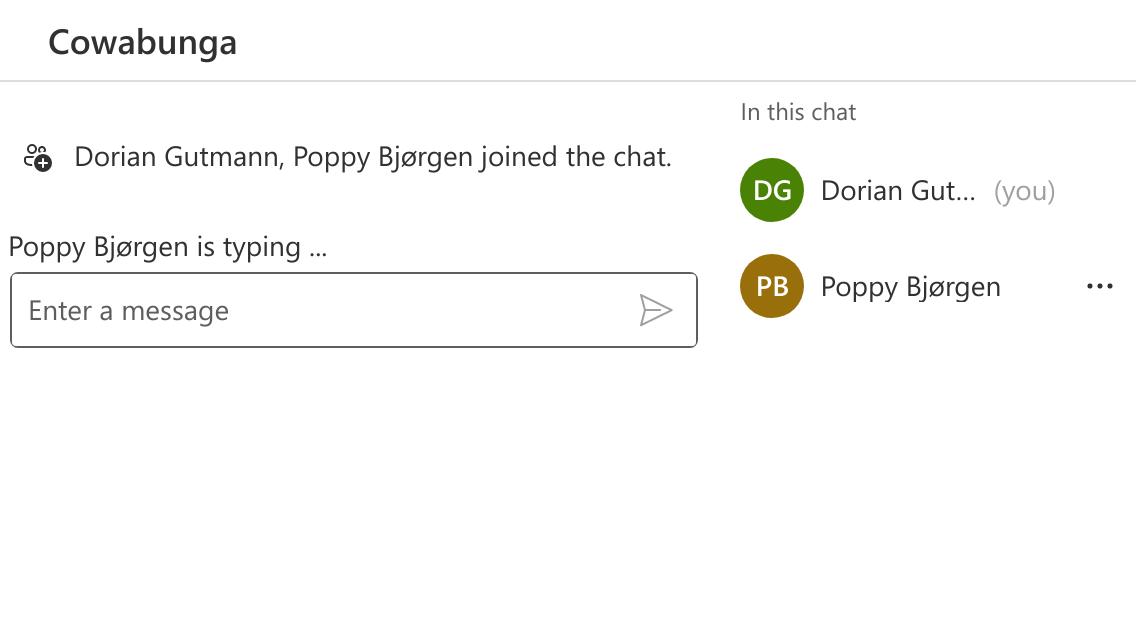 Cowabunga
Dorian Gutmann, Poppy Bjørgen joined the chat.
Poppy Bjørgen is typing ...
Enter a message
In this chat
DG Dorian Gut... (you)
PB Poppy Bjørgen